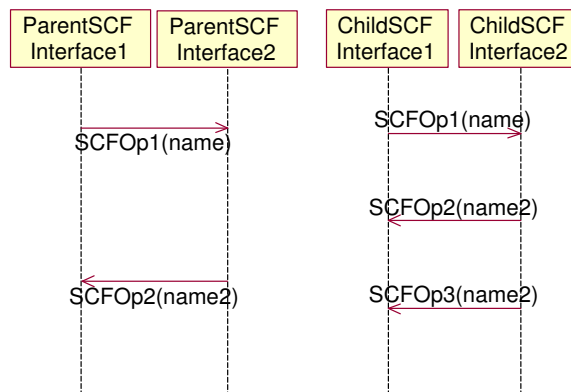 ParentSCF
Interface1
ParentSCF
Interface2
ChildSCF
Interface1
ChildSCF
Interface2
SCFOp1(name)
SCFOp2(name2)
SCFOp1(name)
SCFOp2(name2)
SCFOp3(name2)